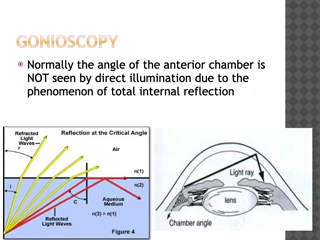 GONIOSCOPY
Normally the angle of the anterior chamber is
NOT seen by direct illumination due to the
phenomenon of total internal reflection
Refracted
Light
Waves
r
Reflection at the Critical Angle
Air
n(1)
n(2)
i
C
Aqueous
Medium
Reflected
Light Waves
n(2) > n(1)
Figure 4
Light ray
lens
Chamber angle